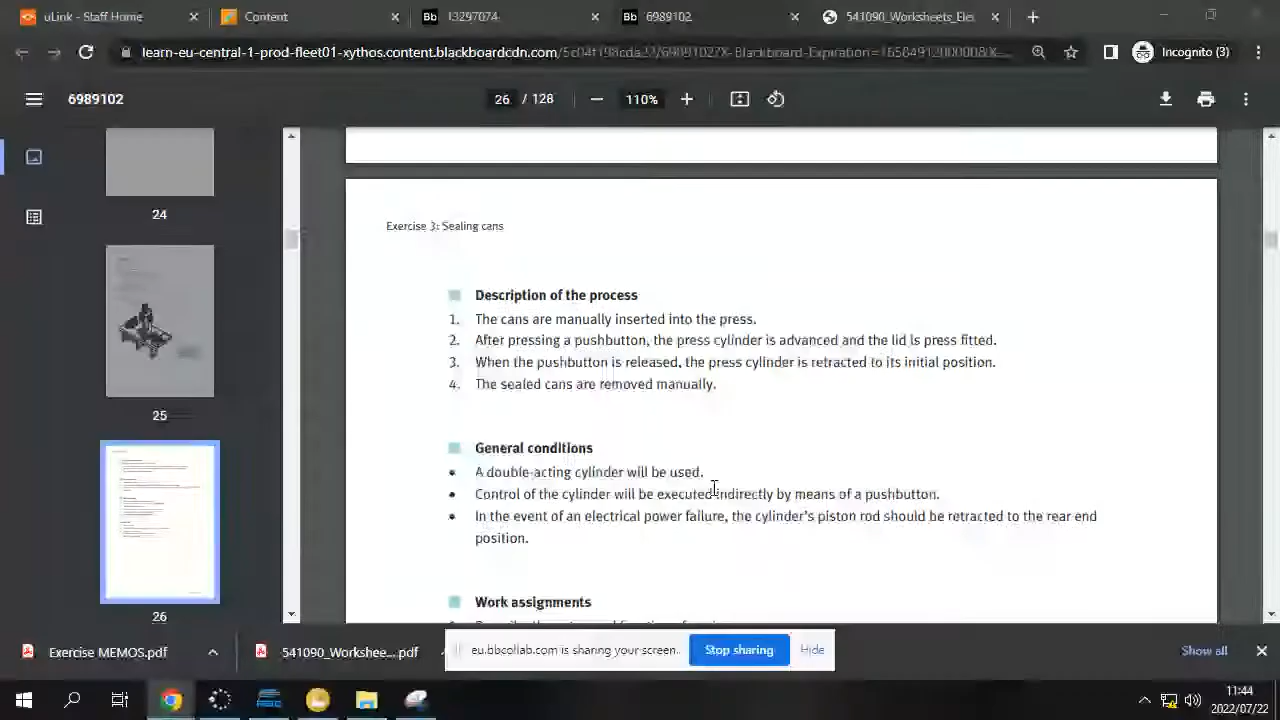 uLink - Staff Home
Content
Bb 13297074
Bb 6989102
541090_Worksheets_Ele
learn-eu-central-1-prod-fleet01-xythos.content.blackboardcdn.com/
Incognito (3)
6989102
26 / 128
110%
24
25
26
Exercise 3: Sealing cans
Description of the process
1. The cans are manually inserted into the press.
2. After pressing a pushbutton, the press cylinder is advanced and the lid is press fitted.
3. When the pushbutton is released, the press cylinder is retracted to its initial position.
4. The sealed cans are removed manually.
General conditions
• A double-acting cylinder will be used.
• Control of the cylinder will be executed indirectly by means of a pushbutton.
• In the event of an electrical power failure, the cylinder's piston rod should be retracted to the rear end
position.
Work assignments
Exercise MEMOS.pdf
541090_Workshee....pdf
eu.bbcollab.com is sharing your screen.
Stop sharing
Hide
Show all
11:44
2022/07/22